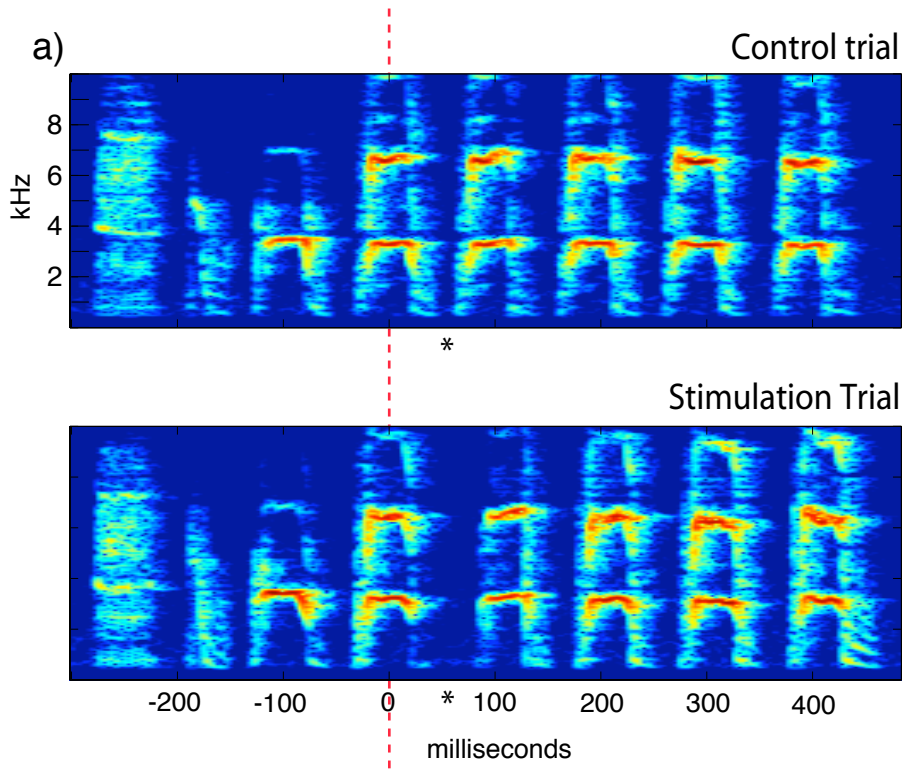 a)
Control trial
8
6
4
2
kHz
*
Stimulation Trial
*
-200 -100 0 100 200 300 400
milliseconds